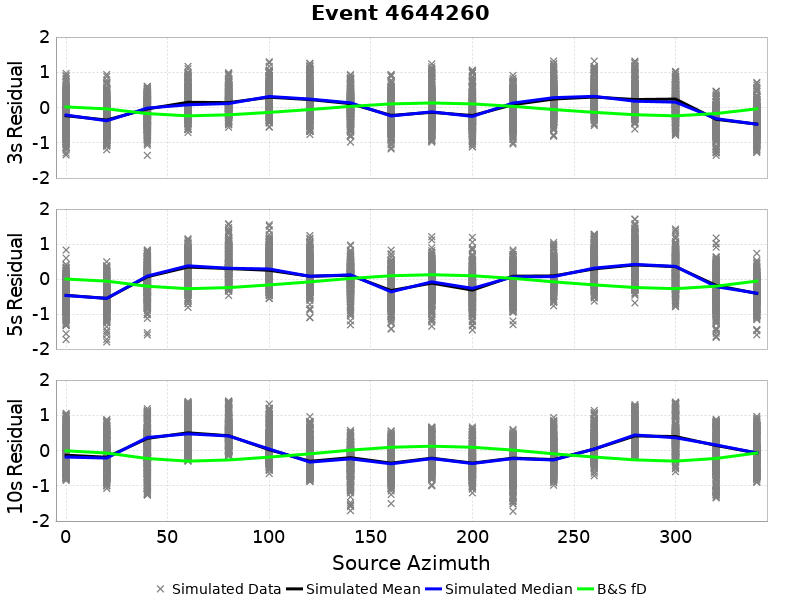 Event 4644260
3s Residual
2
1
0
-1
-2
5s Residual
2
1
0
-1
-2
10s Residual
2
1
0
-1
-2
0 50 100 150 200 250 300
Source Azimuth
Simulated Data Simulated Mean Simulated Median B&S fD